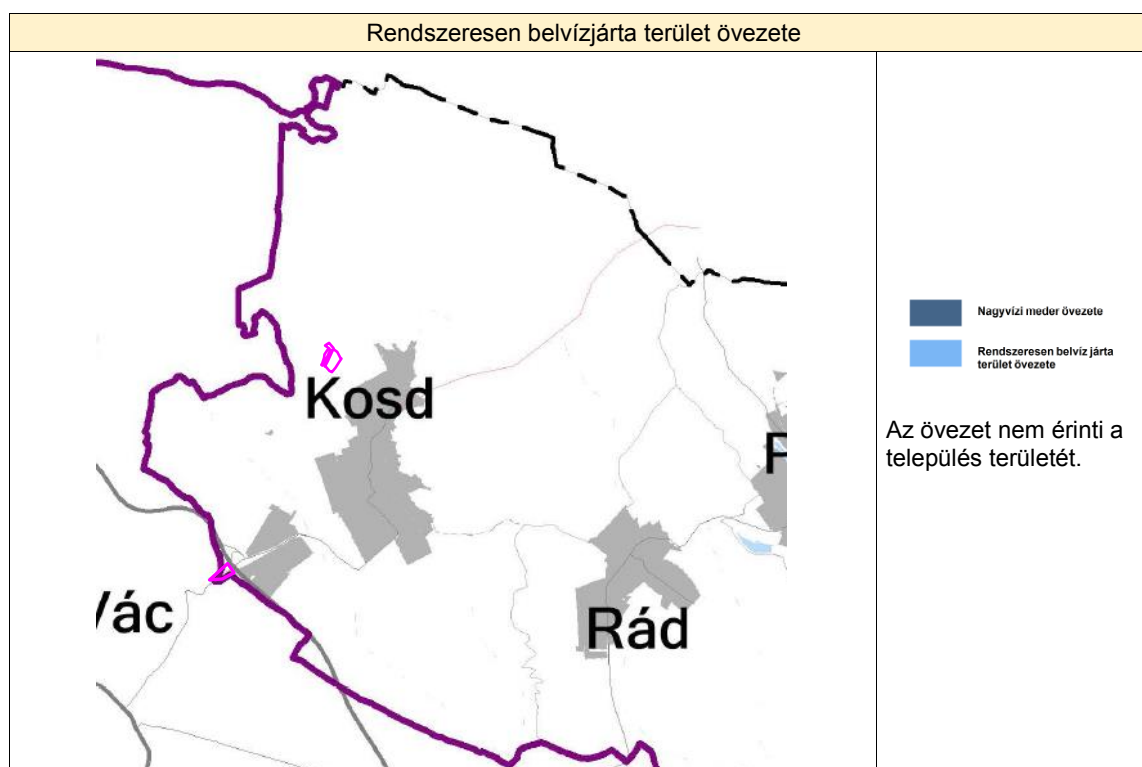 Rendszeresen belvízjárta terület övezete
Kosd
Vác
Rád
P
Nagyvízi meder övezete
Rendszeresen belvíz járta
terület övezete
Az övezet nem érinti a
település területét.